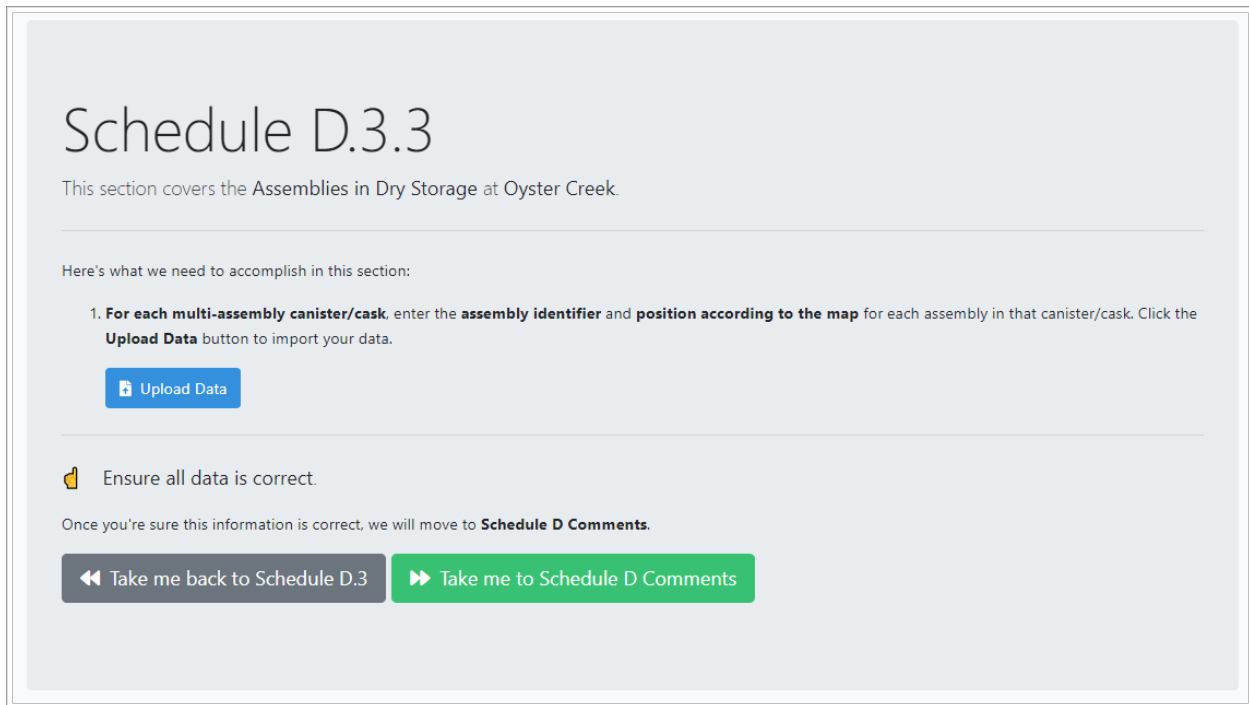 Schedule D.3.3
This section covers the Assemblies in Dry Storage at Oyster Creek.
Here's what we need to accomplish in this section:
1. For each multi-assembly canister/cask, enter the assembly identifier and position according to the map for each assembly in that canister/cask. Click the
Upload Data button to import your data.
Upload Data
Ensure all data is correct.
Once you're sure this information is correct, we will move to Schedule D Comments.
Take me back to Schedule D.3 Take me to Schedule D Comments